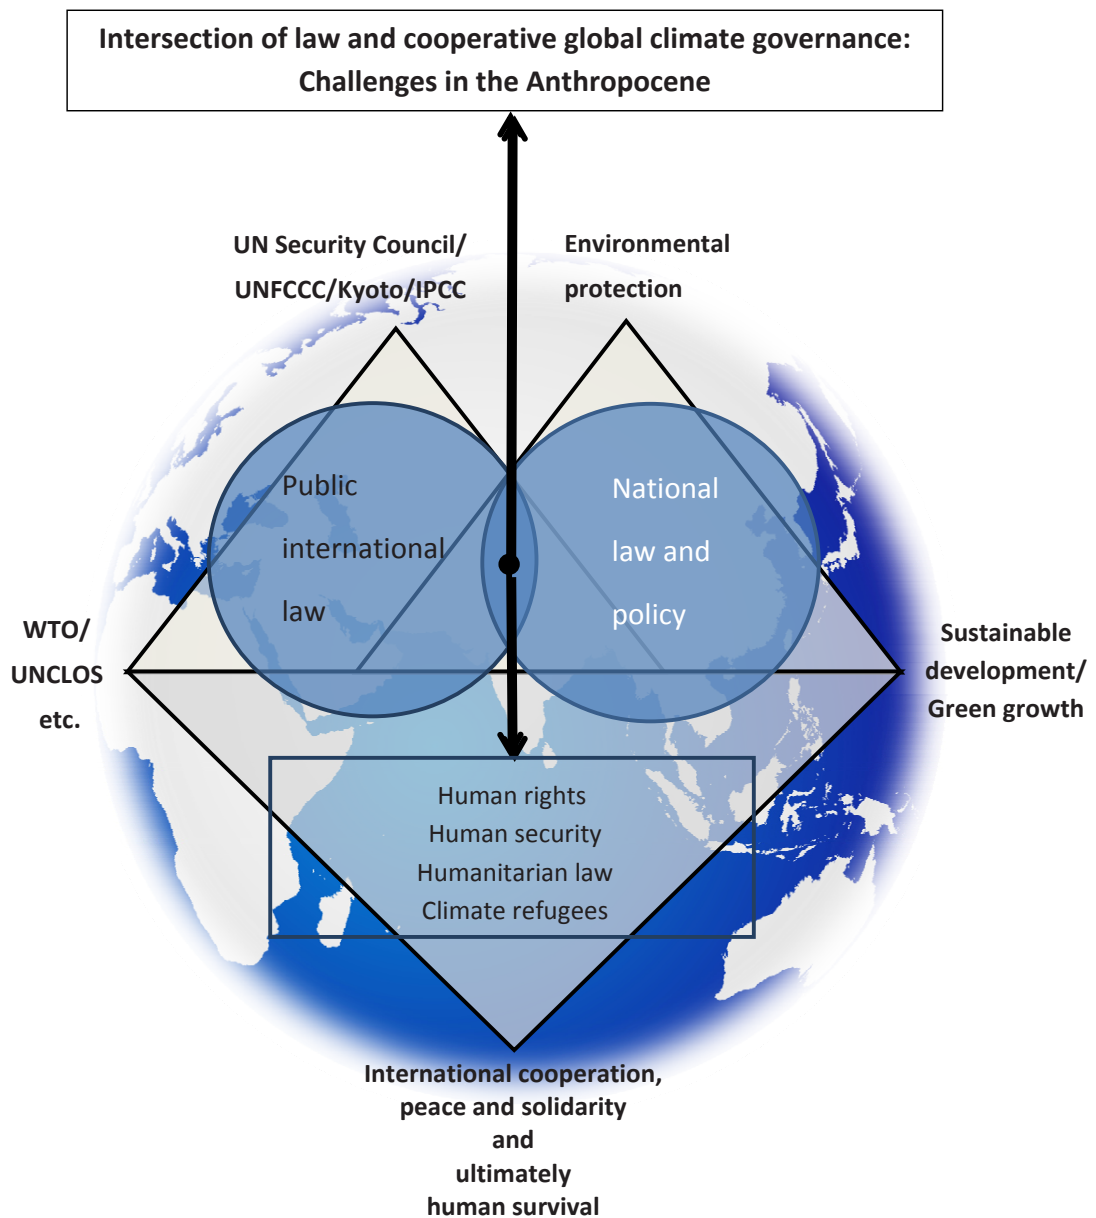 Intersection of law and cooperative global climate governance:
Challenges in the Anthropocene
UN Security Council/
UNFCCC/Kyoto/IPCC
Environmental
protection
Public
international
law
National
law and
policy
WTO/
UNCLOS
etc.
Sustainable
development/
Green growth
Human rights
Human security
Humanitarian law
Climate refugees
International cooperation,
peace and solidarity
and
ultimately
human survival